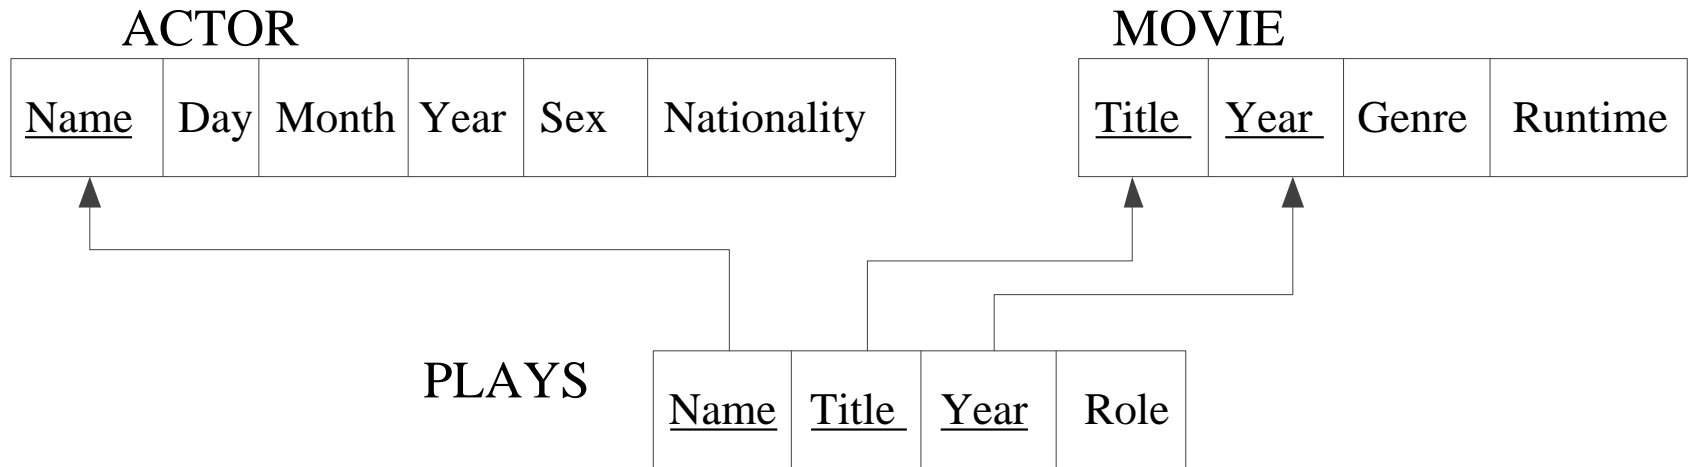 ACTOR
Name Day Month Year Sex Nationality
MOVIE
Title Year Genre Runtime
PLAYS
Name Title Year Role